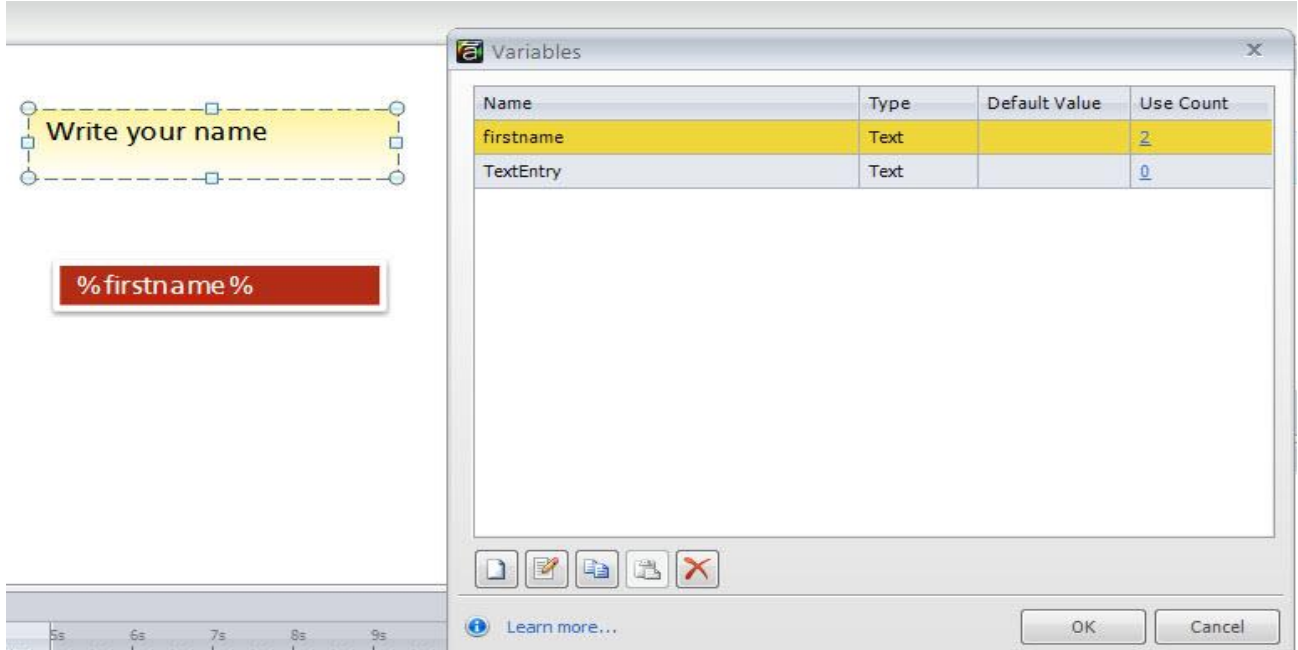 Variables
Write your name
%firstname%
Name Type Default Value Use Count
firstname Text 2
TextEntry Text 0
Learn more...
OK Cancel
5s 6s 7s 8s 9s